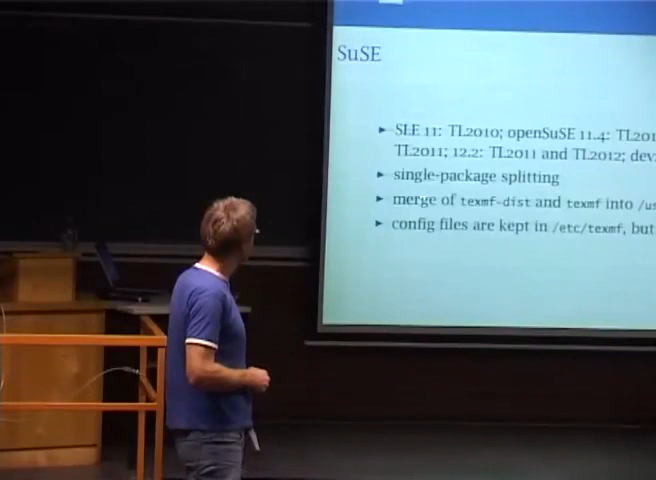 SuSE
SLE 11: TL2010; openSuSE 11.4: TL201
TL2011; 12.2: TL2011 and TL2012; dev
single-package splitting
merge of texmf-dist and texmf into /us
config files are kept in /etc/texmf, but